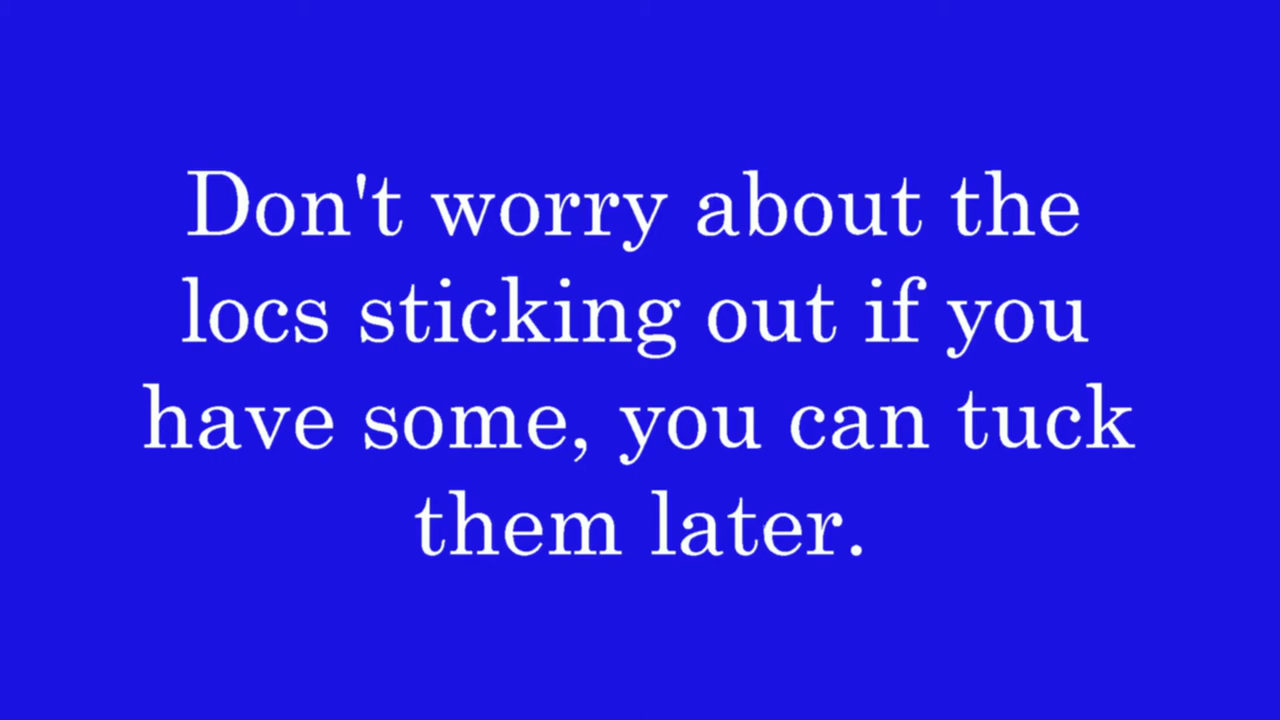 Don't worry about the
locs sticking out if you
have some, you can tuck
them later.